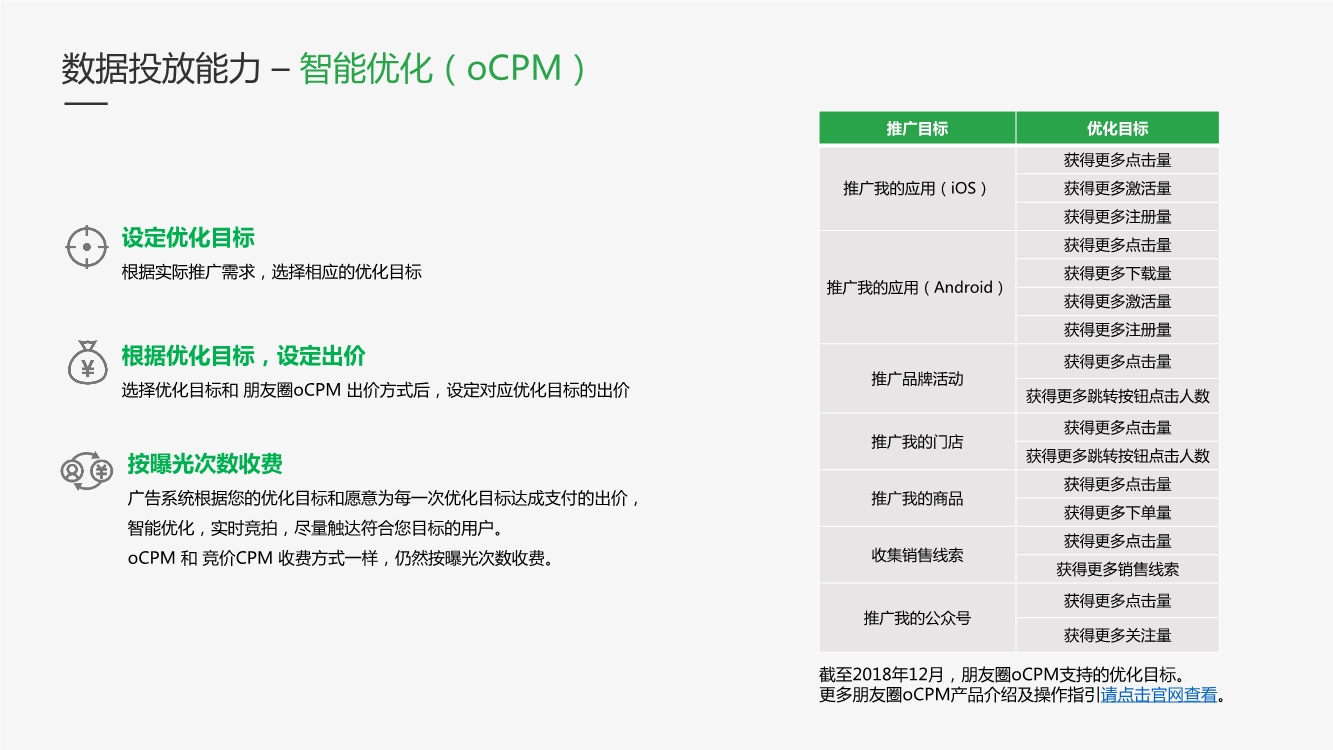 数据投放能力 – 智能优化（oCPM）
设定优化目标
根据实际推广需求，选择相应的优化目标
根据优化目标，设定出价
选择优化目标和 朋友圈oCPM 出价方式后，设定对应优化目标的出价
按曝光次数收费
广告系统根据您的优化目标和愿意为每一次优化目标达成支付的出价，
智能优化，实时竞拍，尽量触达符合您目标的用户。
oCPM 和 竞价CPM 收费方式一样，仍然按曝光次数收费。
推广目标 优化目标
推广我的应用（iOS）
获得更多点击量
获得更多激活量
获得更多注册量
推广我的应用（Android）
获得更多点击量
获得更多下载量
获得更多激活量
获得更多注册量
推广品牌活动
获得更多点击量
获得更多跳转按钮点击人数
推广我的门店
获得更多点击量
获得更多跳转按钮点击人数
推广我的商品
获得更多点击量
获得更多下单量
收集销售线索
获得更多点击量
获得更多销售线索
推广我的公众号
获得更多点击量
获得更多关注量
截至2018年12月，朋友圈oCPM支持的优化目标。
更多朋友圈oCPM产品介绍及操作指引请点击官网查看。